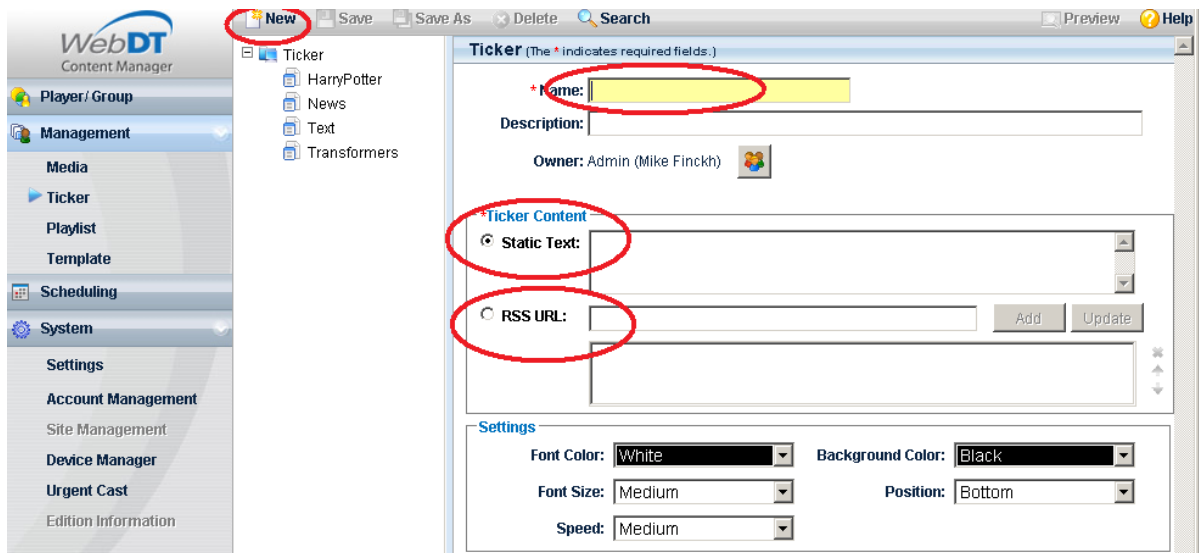 New Save Save As Delete Search Preview Help
WebDT
Content Manager
Player/ Group
Management
Media
Ticker
Playlist
Template
Scheduling
System
Settings
Account Management
Site Management
Device Manager
Urgent Cast
Edition Information
Ticker
HarryPotter
News
Text
Transformers
Ticker (The * indicates required fields.)
* Name:
Description:
Owner: Admin (Mike Finckh)
*Ticker Content
Static Text:
RSS URL: Add Update
Settings
Font Color: White Background Color: Black
Font Size: Medium Position: Bottom
Speed: Medium